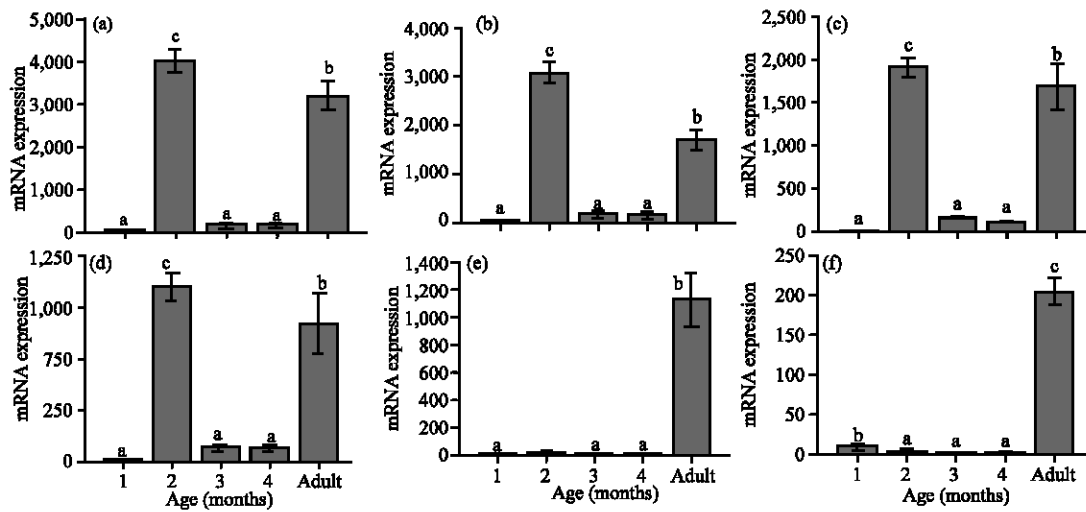 (a)
mRNA expression
5,000
4,000
3,000
2,000
1,000
0
a
c
a
a
b
(b)
mRNA expression
4,000
3,000
2,000
1,000
0
a
c
a
a
b
(c)
mRNA expression
2,000
1,500
1,000
500
0
a
c
a
a
b
(d)
mRNA expression
1,250
1,000
750
250
0
a
c
a
a
b
1 2 3 4 Adult
Age (months)
(e)
mRNA expression
1,400
1,200
1,000
800
600
400
200
0
a
a
a
b
1 2 3 4 Adult
Age (months)
(f)
mRNA expression
250
200
150
100
50
0
b
a
a
a
c
1 2 3 4 Adult
Age (months)